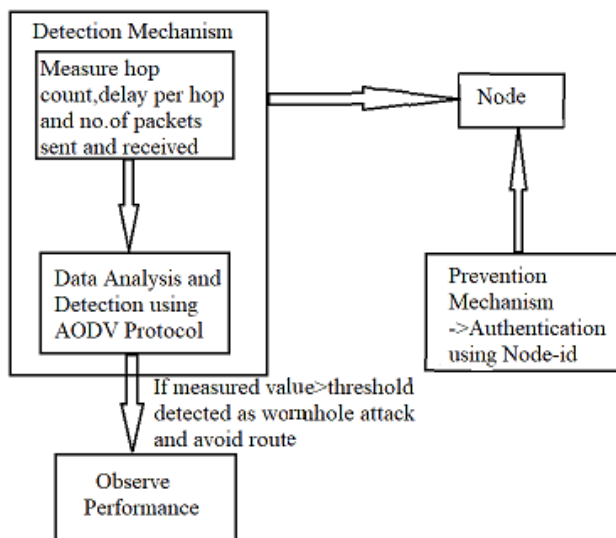 Detection Mechanism
Measure hop
count,delay per hop
and no.of packets
sent and received
Node
Data Analysis and
Detection using
AODV Protocol
Prevention
Mechanism
->Authentication
using Node-id
If measured value>threshold
detected as wormhole attack
and avoid route
Observe
Performance